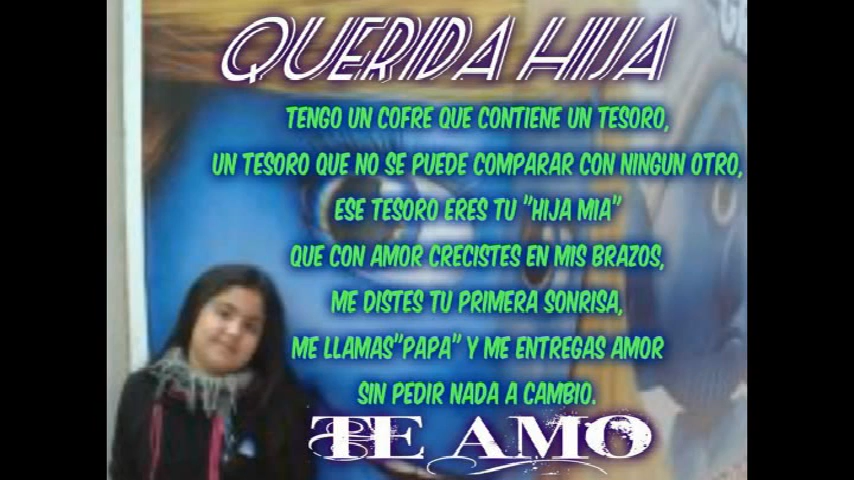 QUERIDA HIJA
TENGO UN COFRE QUE CONTIENE UN TESORO,
UN TESORO QUE NO SE PUEDE COMPARAR CON NINGUN OTRO,
ESE TESORO ERES TU "HIJA MIA"
QUE CON AMOR CRECISTES EN MIS BRAZOS,
ME DISTES TU PRIMERA SONRISA,
ME LLAMAS"PAPA" Y ME ENTREGAS AMOR
SIN PEDIR NADA A CAMBIO.
TE AMO